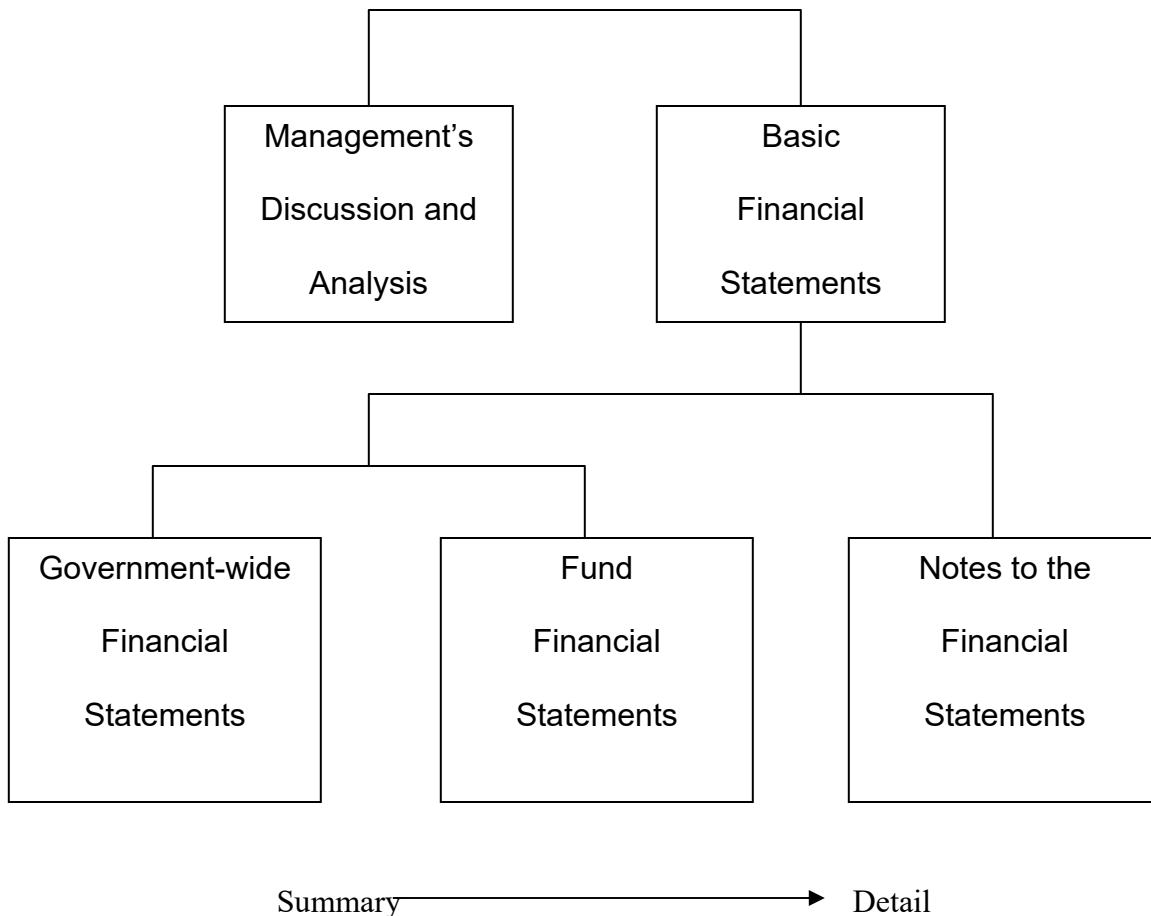 Management’s
Discussion and
Analysis
Basic
Financial
Statements
Government-wide
Financial
Statements
Fund
Financial
Statements
Notes to the
Financial
Statements
Summary
Detail